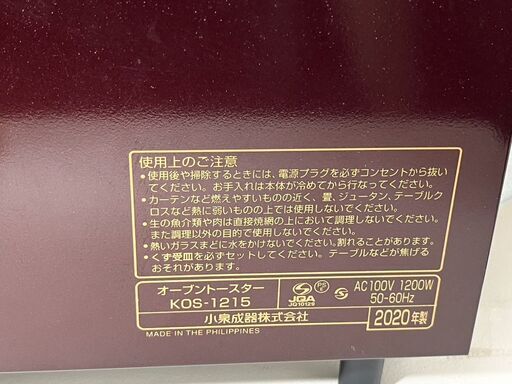 使用上のご注意
●使用後や掃除するときには、電源プラグを必ずコンセントから抜い
てください。お手入れは本体が冷めてから行なってください。
●カーテンなど燃えやすいものの近く、畳、ジュータン、テーブルク
ロスなど熱に弱いものの上では使用しないでください。
●生の魚介類や肉は直接焼網の上において調理しないでください。
また調理以外の目的で使用しないでください。
●熱いガラスまどに水をかけないでください。割れることがあります。
●くず受皿を必ずセットしてください。テーブルなどが焦げる
おそれがあります。
オーブントースター
KOS-1215
JQA
JQ10129
PS
E
AC100V 1200W
50-60Hz
小泉成器株式会社
2020年製
MADE IN THE PHILIPPINES